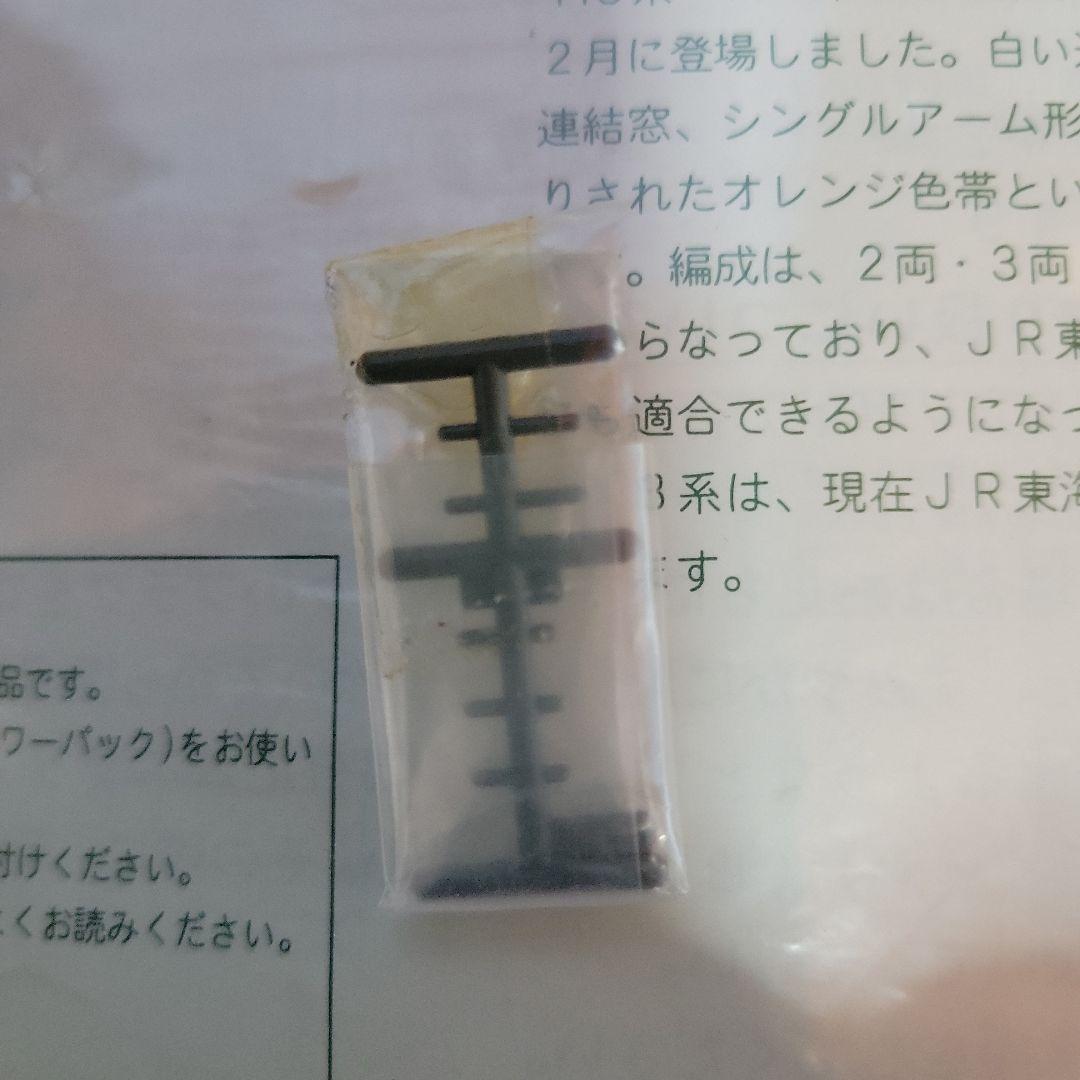 ２月に登場しました。白い
連結窓、シングルアーム形
りされたオレンジ色帯とい
。編成は、２両・３両
らなっており、ＪＲ東
適合できるようになっ
系は、現在ＪＲ東海
す。
品です。
ワーパック)をお使い
付けください。
くお読みください。